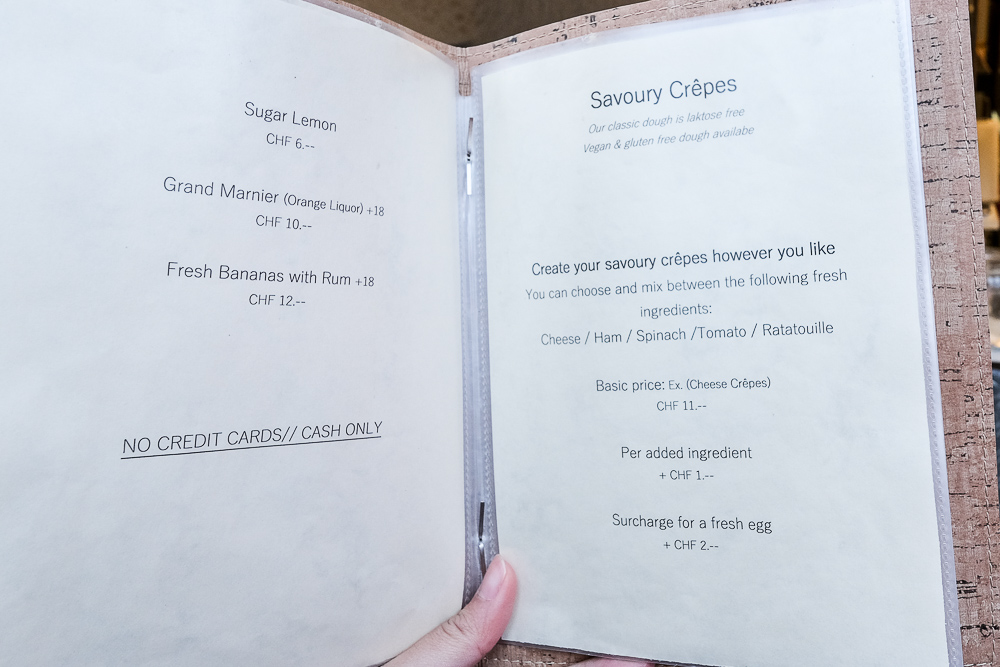 Sugar Lemon
CHF 6.--
Grand Marnier (Orange Liquor) +18
CHF 10.--
Fresh Bananas with Rum +18
CHF 12.--
NO CREDIT CARDS// CASH ONLY
Savoury Crêpes
Our classic dough is laktose free
Vegan & gluten free dough availabe
Create your savoury crêpes however you like
You can choose and mix between the following fresh
ingredients:
Cheese / Ham / Spinach /Tomato / Ratatouille
Basic price: Ex. (Cheese Crêpes)
CHF 11.--
Per added ingredient
+ CHF 1.--
Surcharge for a fresh egg
+ CHF 2.--